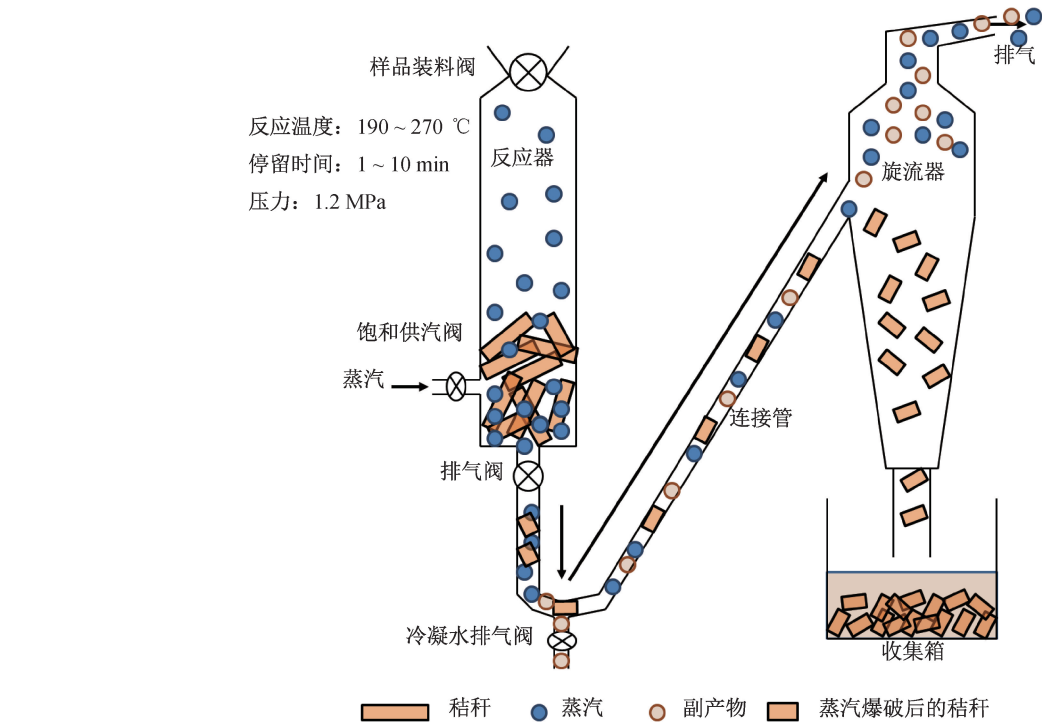 样品装料阀
排气
反应温度：190 ~ 270 ℃
停留时间：1 ~ 10 min
压力：1.2 MPa
反应器
旋流器
饱和供汽阀
蒸汽
连接管
排气阀
冷凝水排气阀
收集箱
秸秆 蒸汽 副产物 蒸汽爆破后的秸秆